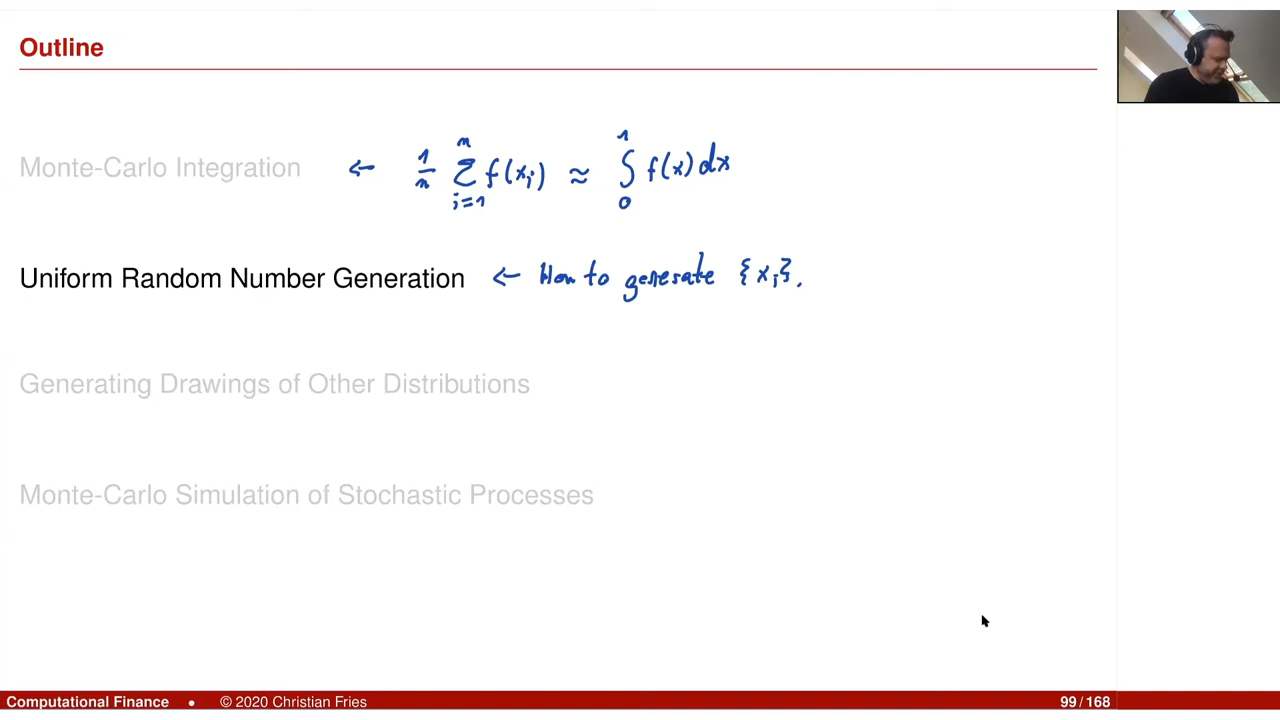 Outline
Monte-Carlo Integration ← 1/n Σ_{i=1}^{n} f(x_i) ≈ ∫_0^1 f(x) dx
Uniform Random Number Generation ← How to generate {x_i}.
Generating Drawings of Other Distributions
Monte-Carlo Simulation of Stochastic Processes
Computational Finance • © 2020 Christian Fries 99/168